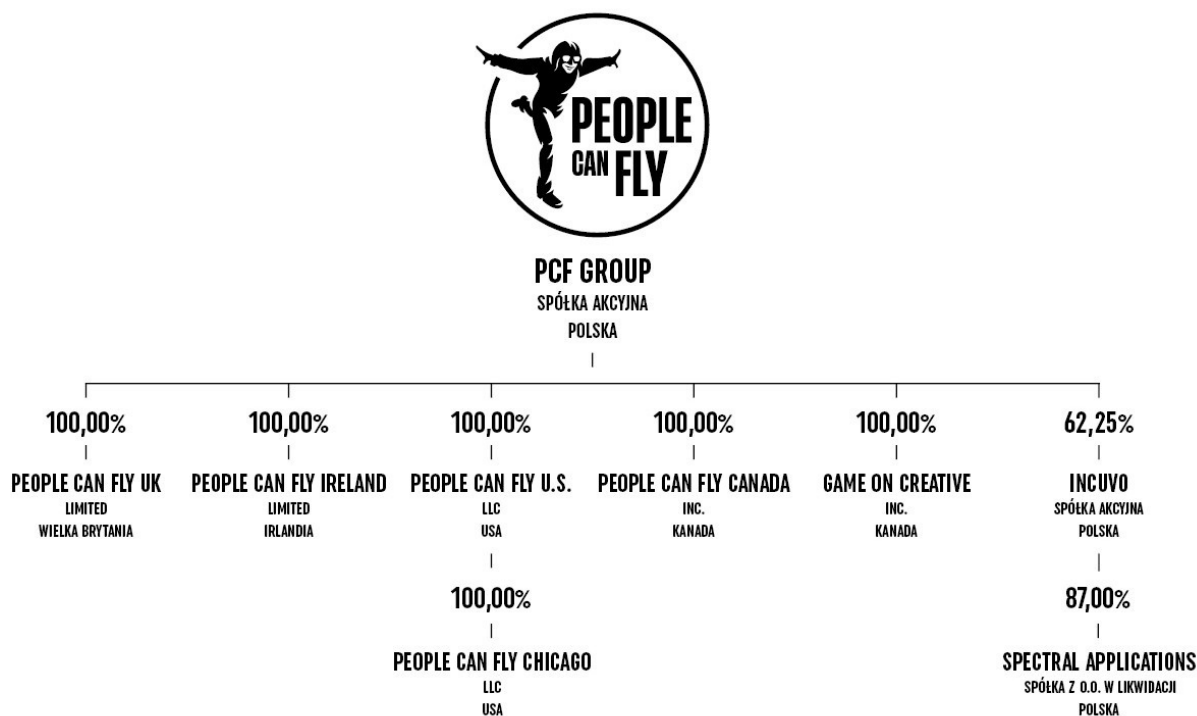 PEOPLE
CAN FLY
PCF GROUP
SPÓŁKA AKCYJNA
POLSKA
100,00%
100,00%
100,00%
100,00%
100,00%
62,25%
PEOPLE CAN FLY UK
LIMITED
WIELKA BRYTANIA
PEOPLE CAN FLY IRELAND
LIMITED
IRLANDIA
PEOPLE CAN FLY U.S.
LLC
USA
PEOPLE CAN FLY CANADA
INC.
KANADA
GAME ON CREATIVE
INC.
KANADA
INCUVO
SPÓŁKA AKCYJNA
POLSKA
100,00%
87,00%
PEOPLE CAN FLY CHICAGO
LLC
USA
SPECTRAL APPLICATIONS
SPÓŁKA Z O.O. W LIKWIDACJI
POLSKA